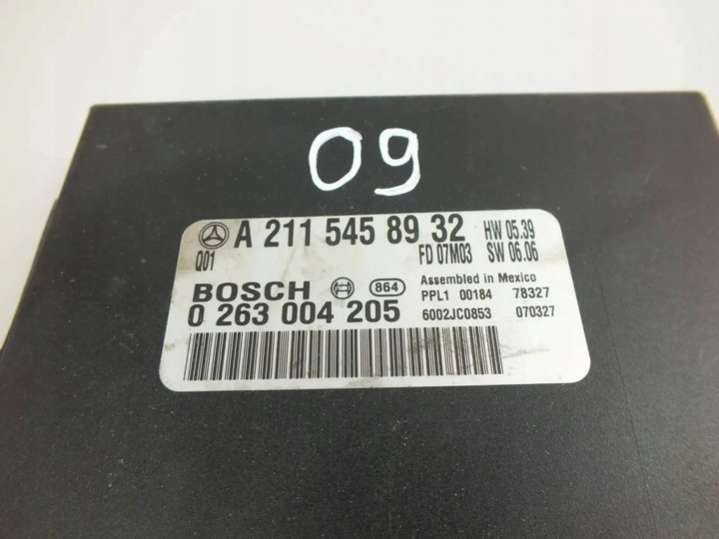 09
A 211 545 89 32 HW 05.39
Q01 FD 07M03 SW 06.06
BOSCH 864 Assembled in Mexico
PPL1 00184 78327
0 263 004 205 6002JC0853 070327